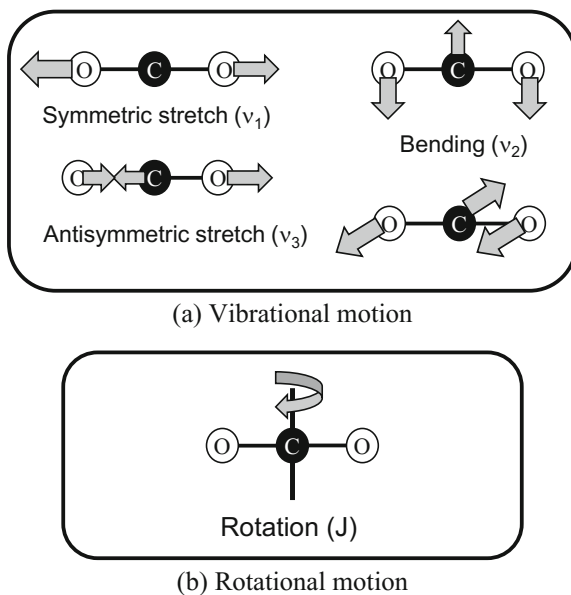 O C O
Symmetric stretch (ν₁)
O C O
Bending (ν₂)
O C O
Antisymmetric stretch (ν₃)
O C O
(a) Vibrational motion
O C O
Rotation (J)
(b) Rotational motion